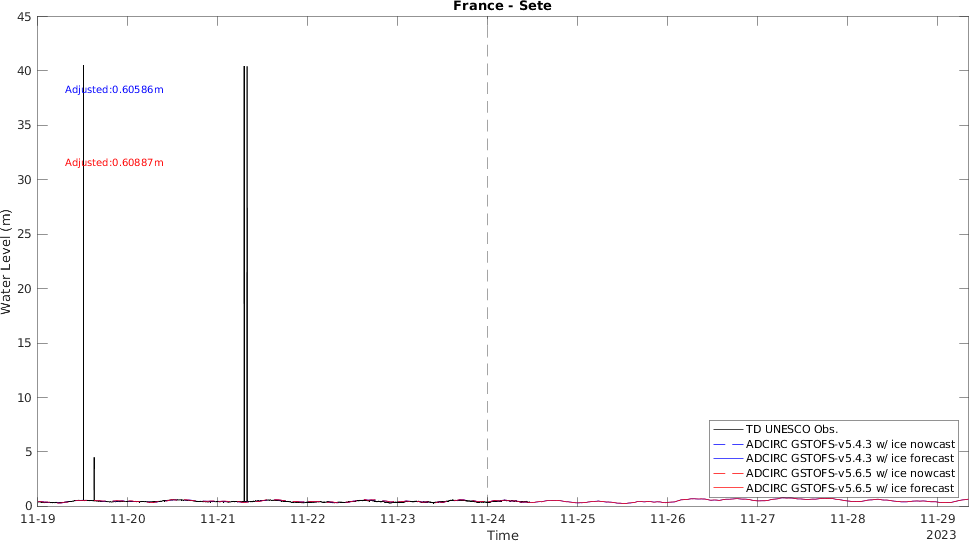 France - Sete
45
40
35
30
25
20
15
10
5
0
Water Level (m)
Adjusted:0.60586m
Adjusted:0.60887m
TD UNESCO Obs.
ADCIRC GSTOFS-v5.4.3 w/ ice nowcast
ADCIRC GSTOFS-v5.4.3 w/ ice forecast
ADCIRC GSTOFS-v5.6.5 w/ ice nowcast
ADCIRC GSTOFS-v5.6.5 w/ ice forecast
11-19 11-20 11-21 11-22 11-23 11-24 11-25 11-26 11-27 11-28 11-29
Time
2023